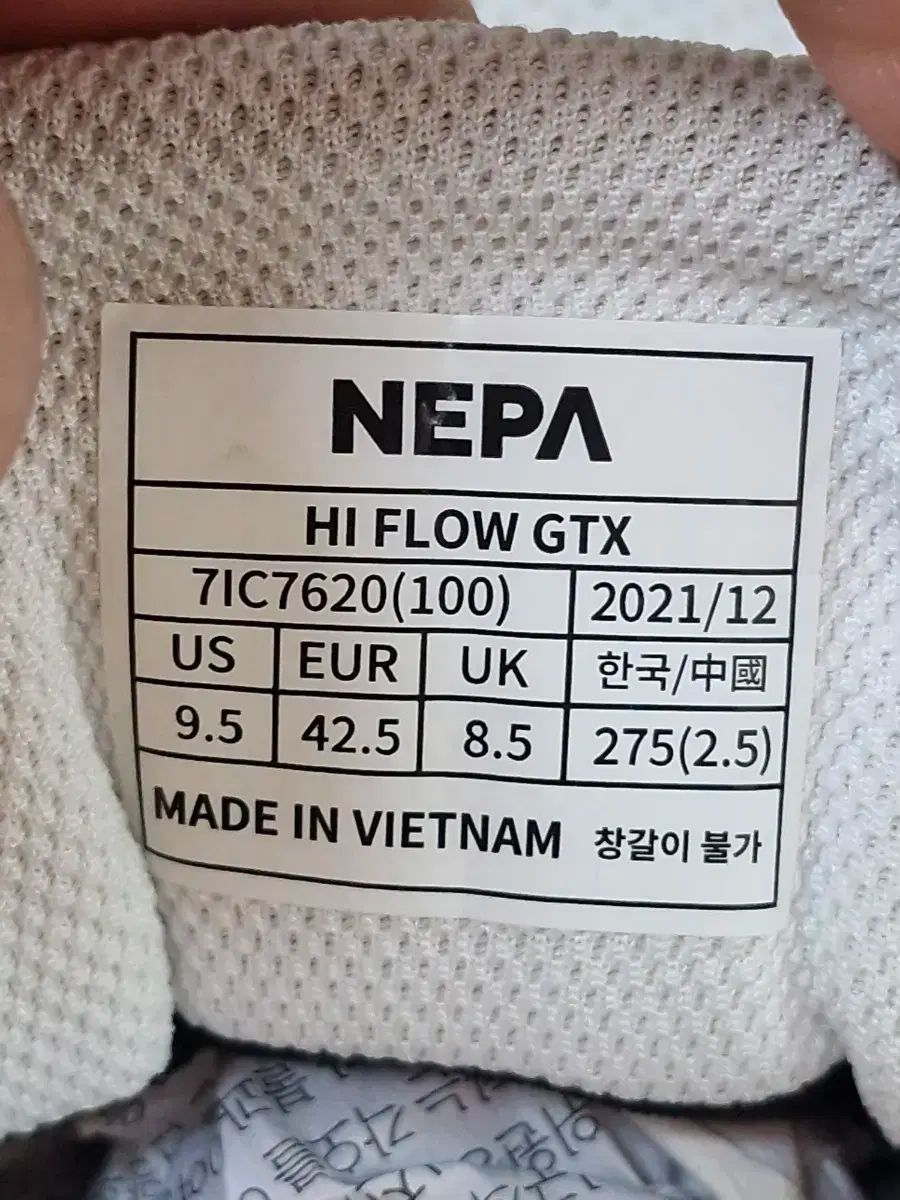 NEPA
HI FLOW GTX
7IC7620(100) 2021/12
US EUR UK 한국/中國
9.5 42.5 8.5 275(2.5)
MADE IN VIETNAM 창갈이 불가